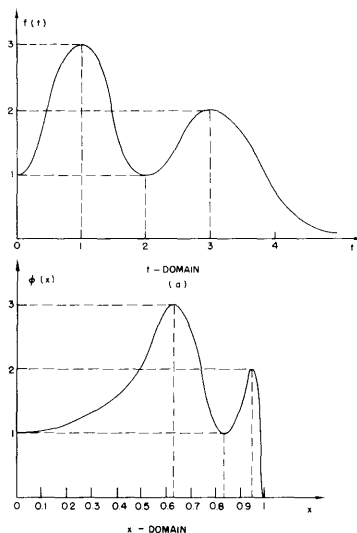 f(t)
3
2
1
0 1 2 3 4 t
t - DOMAIN
(a)
ϕ(x)
3
2
1
0 0.1 0.2 0.3 0.4 0.5 0.6 0.7 0.8 0.9 1 x
x - DOMAIN